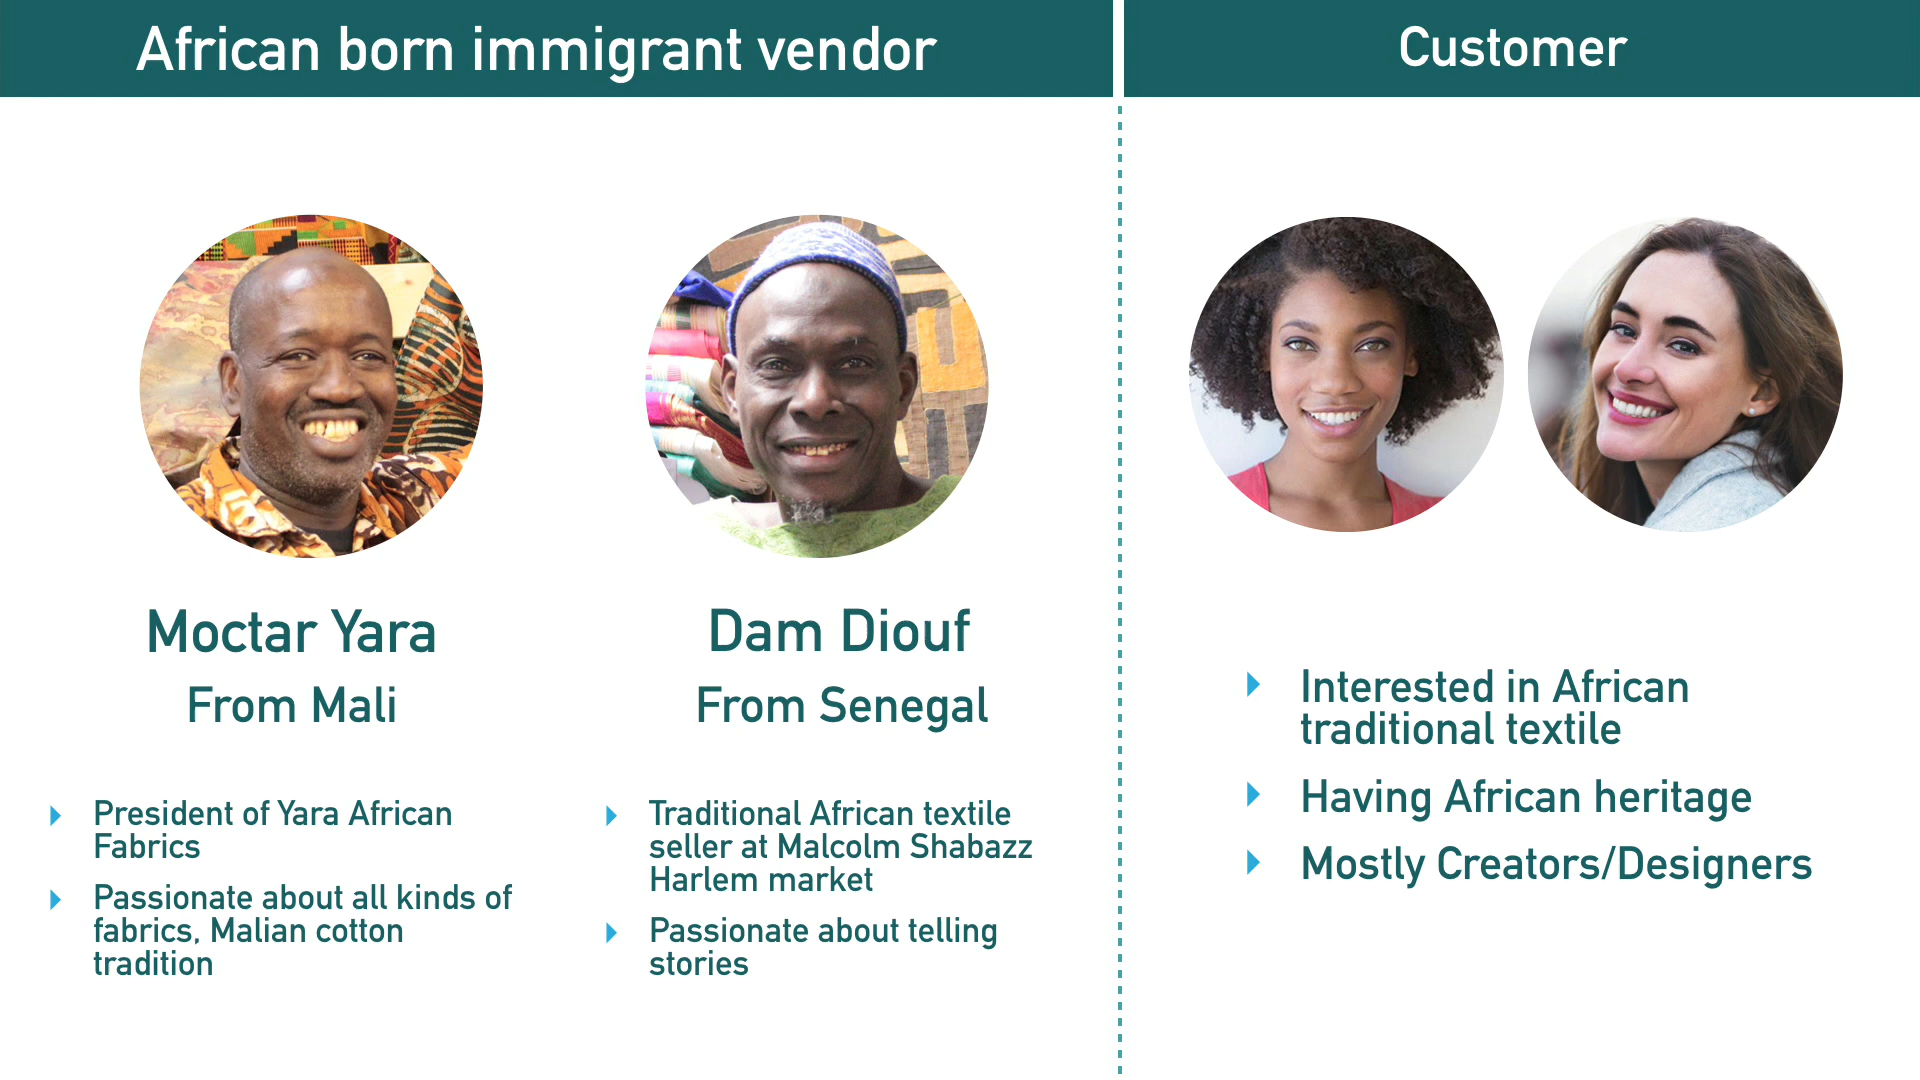 African born immigrant vendor
Customer
Moctar Yara
From Mali
President of Yara African
Fabrics
Passionate about all kinds of
fabrics, Malian cotton
tradition
Dam Diouf
From Senegal
Traditional African textile
seller at Malcolm Shabazz
Harlem market
Passionate about telling
stories
Interested in African
traditional textile
Having African heritage
Mostly Creators/Designers